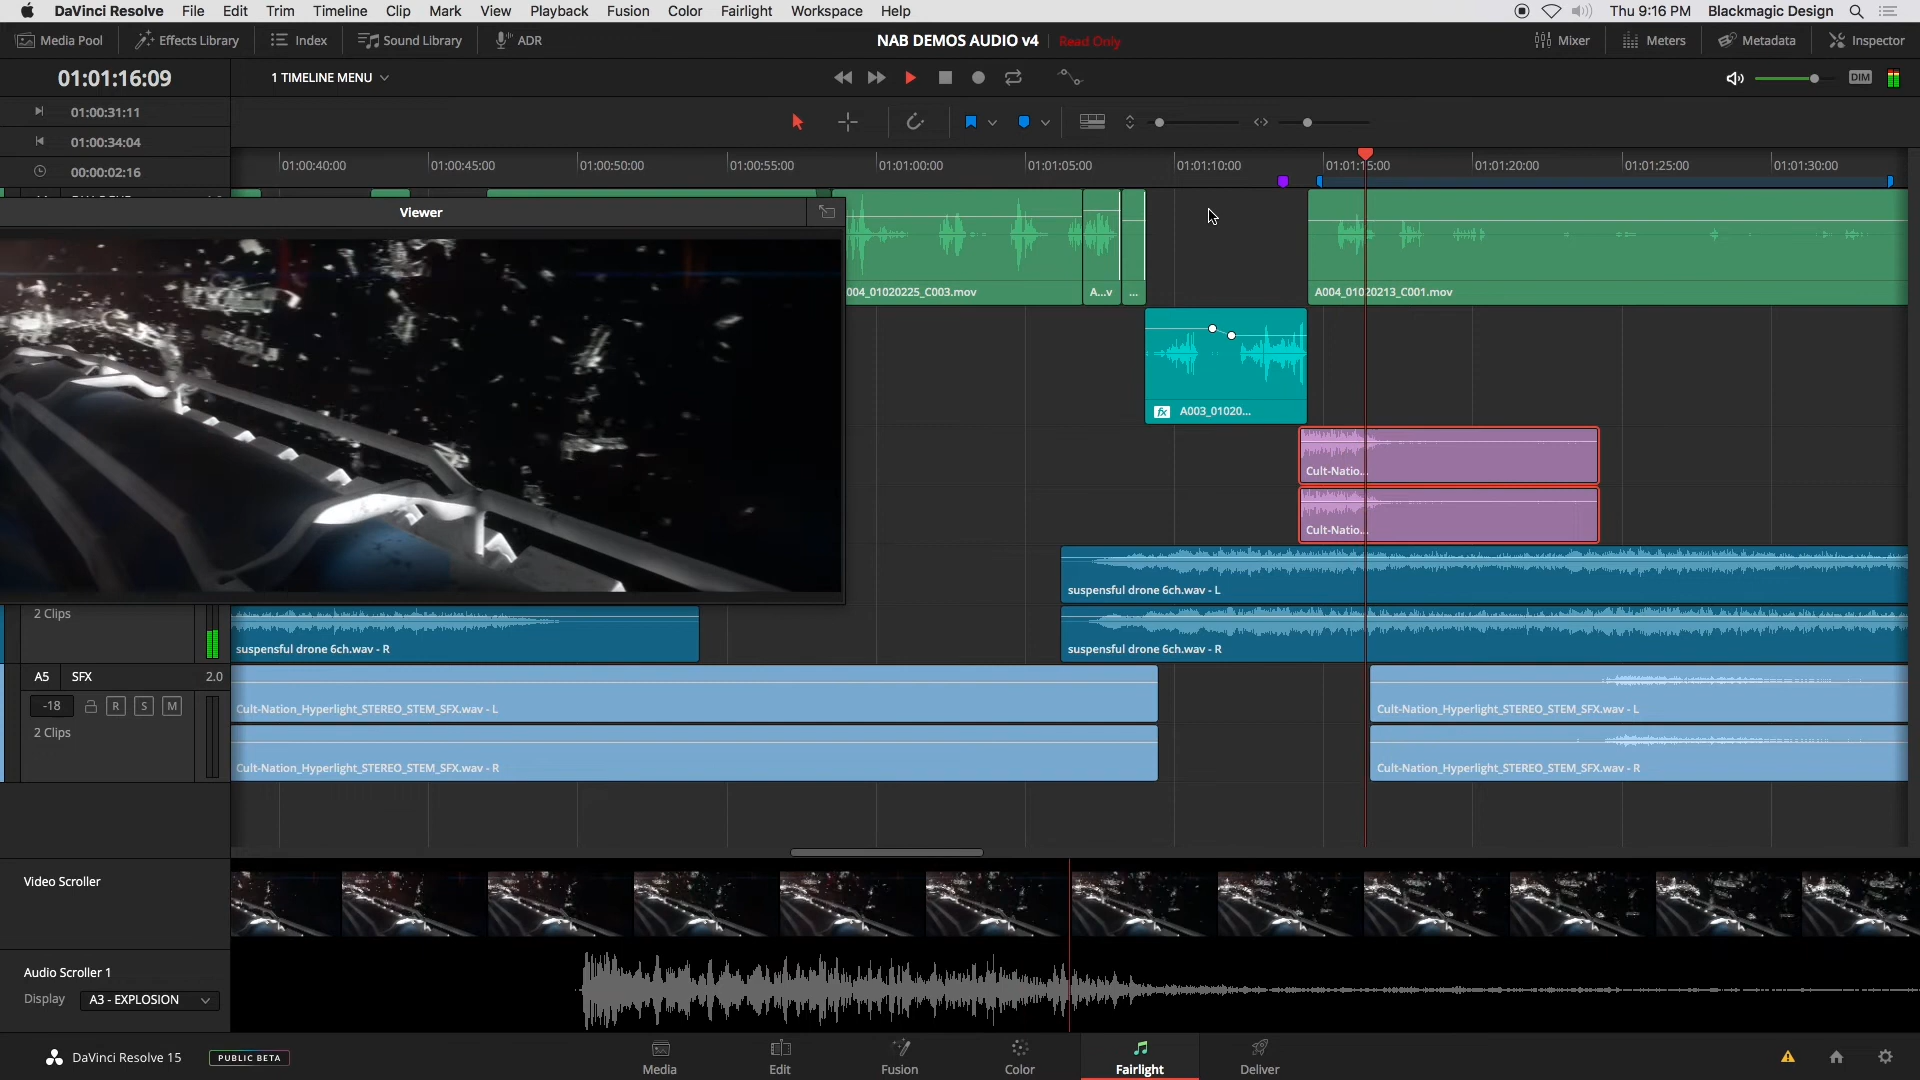 DaVinci Resolve File Edit Trim Timeline Clip Mark View Playback Fusion Color Fairlight Workspace Help Thu 9:16 PM Blackmagic Design
Media Pool Effects Library Index Sound Library ADR NAB DEMOS AUDIO v4 Read Only Mixer Meters Metadata Inspector
01:01:16:09 1 TIMELINE MENU DIM
01:00:31:11
01:00:34:04
00:00:02:16
01:00:40:00 01:00:45:00 01:00:50:00 01:00:55:00 01:01:00:00 01:01:05:00 01:01:10:00 01:01:15:00 01:01:20:00 01:01:25:00 01:01:30:00
Viewer
004_01020225_C003.mov A...v ... A004_01020213_C001.mov
fx A003_01020...
Cult-Natio...
Cult-Natio...
suspensful drone 6ch.wav - L
2 Clips
suspensful drone 6ch.wav - R suspensful drone 6ch.wav - R
A5 SFX 2.0
-18 R S M
Cult-Nation_Hyperlight_STEREO_STEM_SFX.wav - L Cult-Nation_Hyperlight_STEREO_STEM_SFX.wav - L
2 Clips
Cult-Nation_Hyperlight_STEREO_STEM_SFX.wav - R Cult-Nation_Hyperlight_STEREO_STEM_SFX.wav - R
Video Scroller
Audio Scroller 1
Display A3 - EXPLOSION
DaVinci Resolve 15 PUBLIC BETA
Media Edit Fusion Color Fairlight Deliver